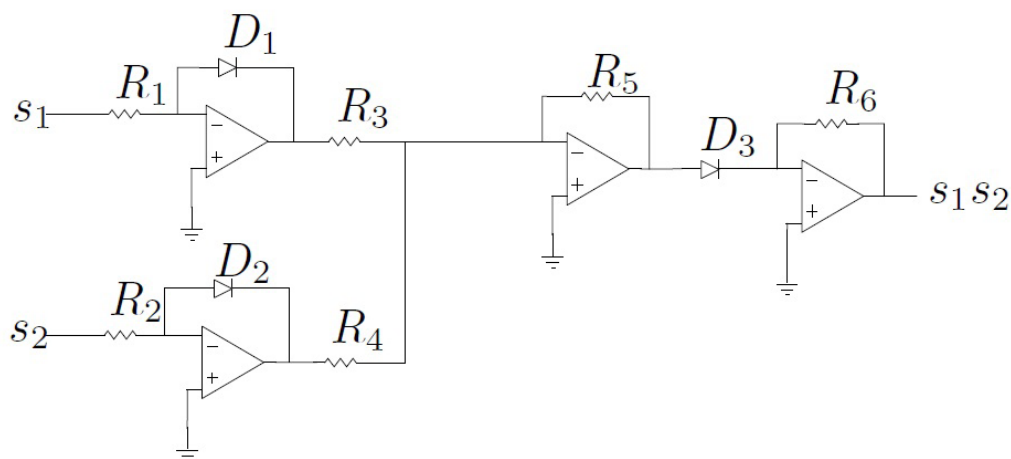 D₁
R₁
s₁
R₃
R₅
R₆
D₃
s₁s₂
D₂
R₂
s₂
R₄
−
+
−
+
−
+
−
+